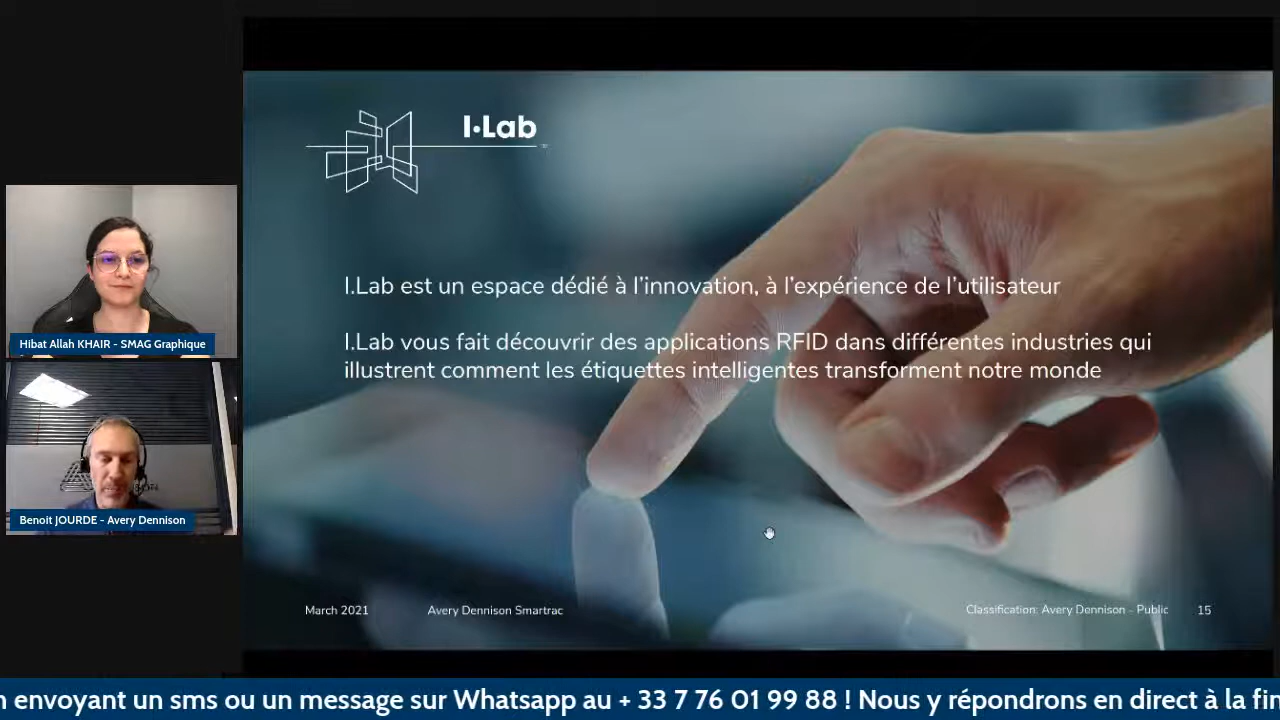 I•Lab
I.Lab est un espace dédié à l'innovation, à l'expérience de l'utilisateur
I.Lab vous fait découvrir des applications RFID dans différentes industries qui
illustrent comment les étiquettes intelligentes transforment notre monde
Hibat Allah KHAIR - SMAG Graphique
Benoit JOURDE - Avery Dennison
March 2021
Avery Dennison Smartrac
Classification: Avery Dennison - Public
15
envoyant un sms ou un message sur Whatsapp au + 33 7 76 01 99 88 ! Nous y répondrons en direct à la